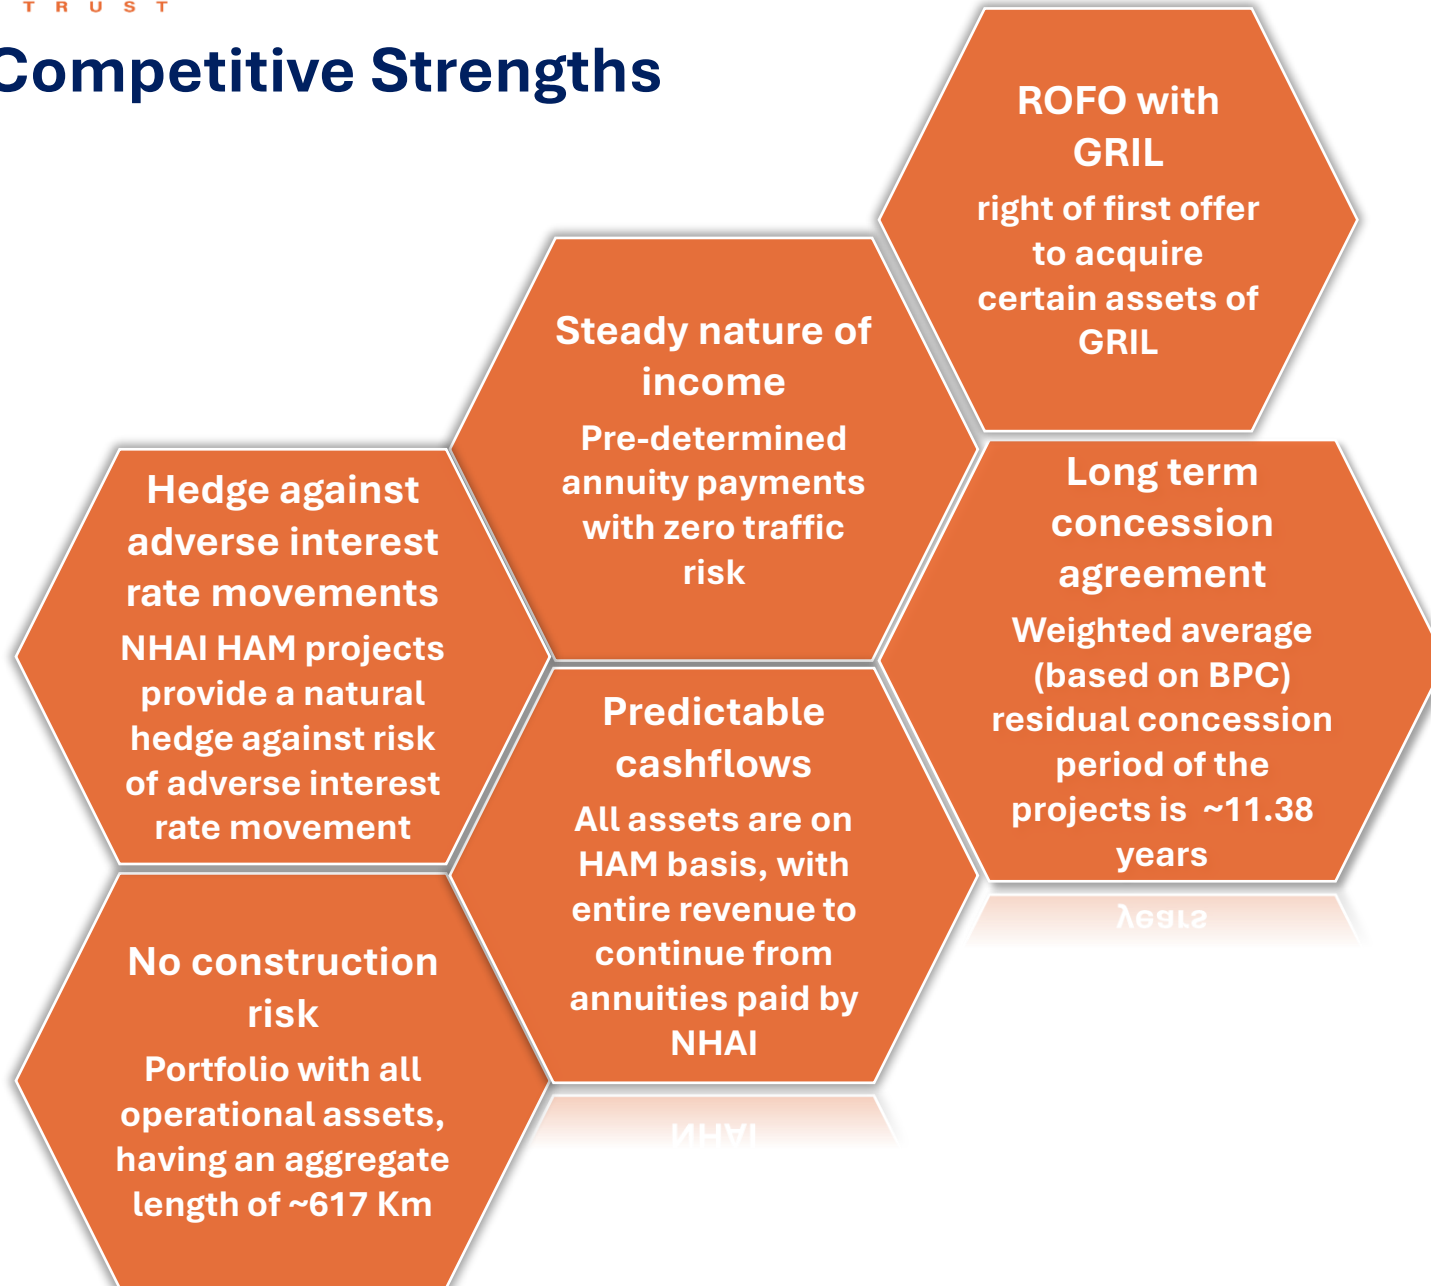 TRUST
Competitive Strengths
ROFO with
GRIL
right of first offer
to acquire
certain assets of
GRIL
Steady nature of
income
Pre-determined
annuity payments
with zero traffic
risk
Hedge against
adverse interest
rate movements
NHAI HAM projects
provide a natural
hedge against risk
of adverse interest
rate movement
Long term
concession
agreement
Weighted average
(based on BPC)
residual concession
period of the
projects is ~11.38
years
Predictable
cashflows
All assets are on
HAM basis, with
entire revenue to
continue from
annuities paid by
NHAI
No construction
risk
Portfolio with all
operational assets,
having an aggregate
length of ~617 Km